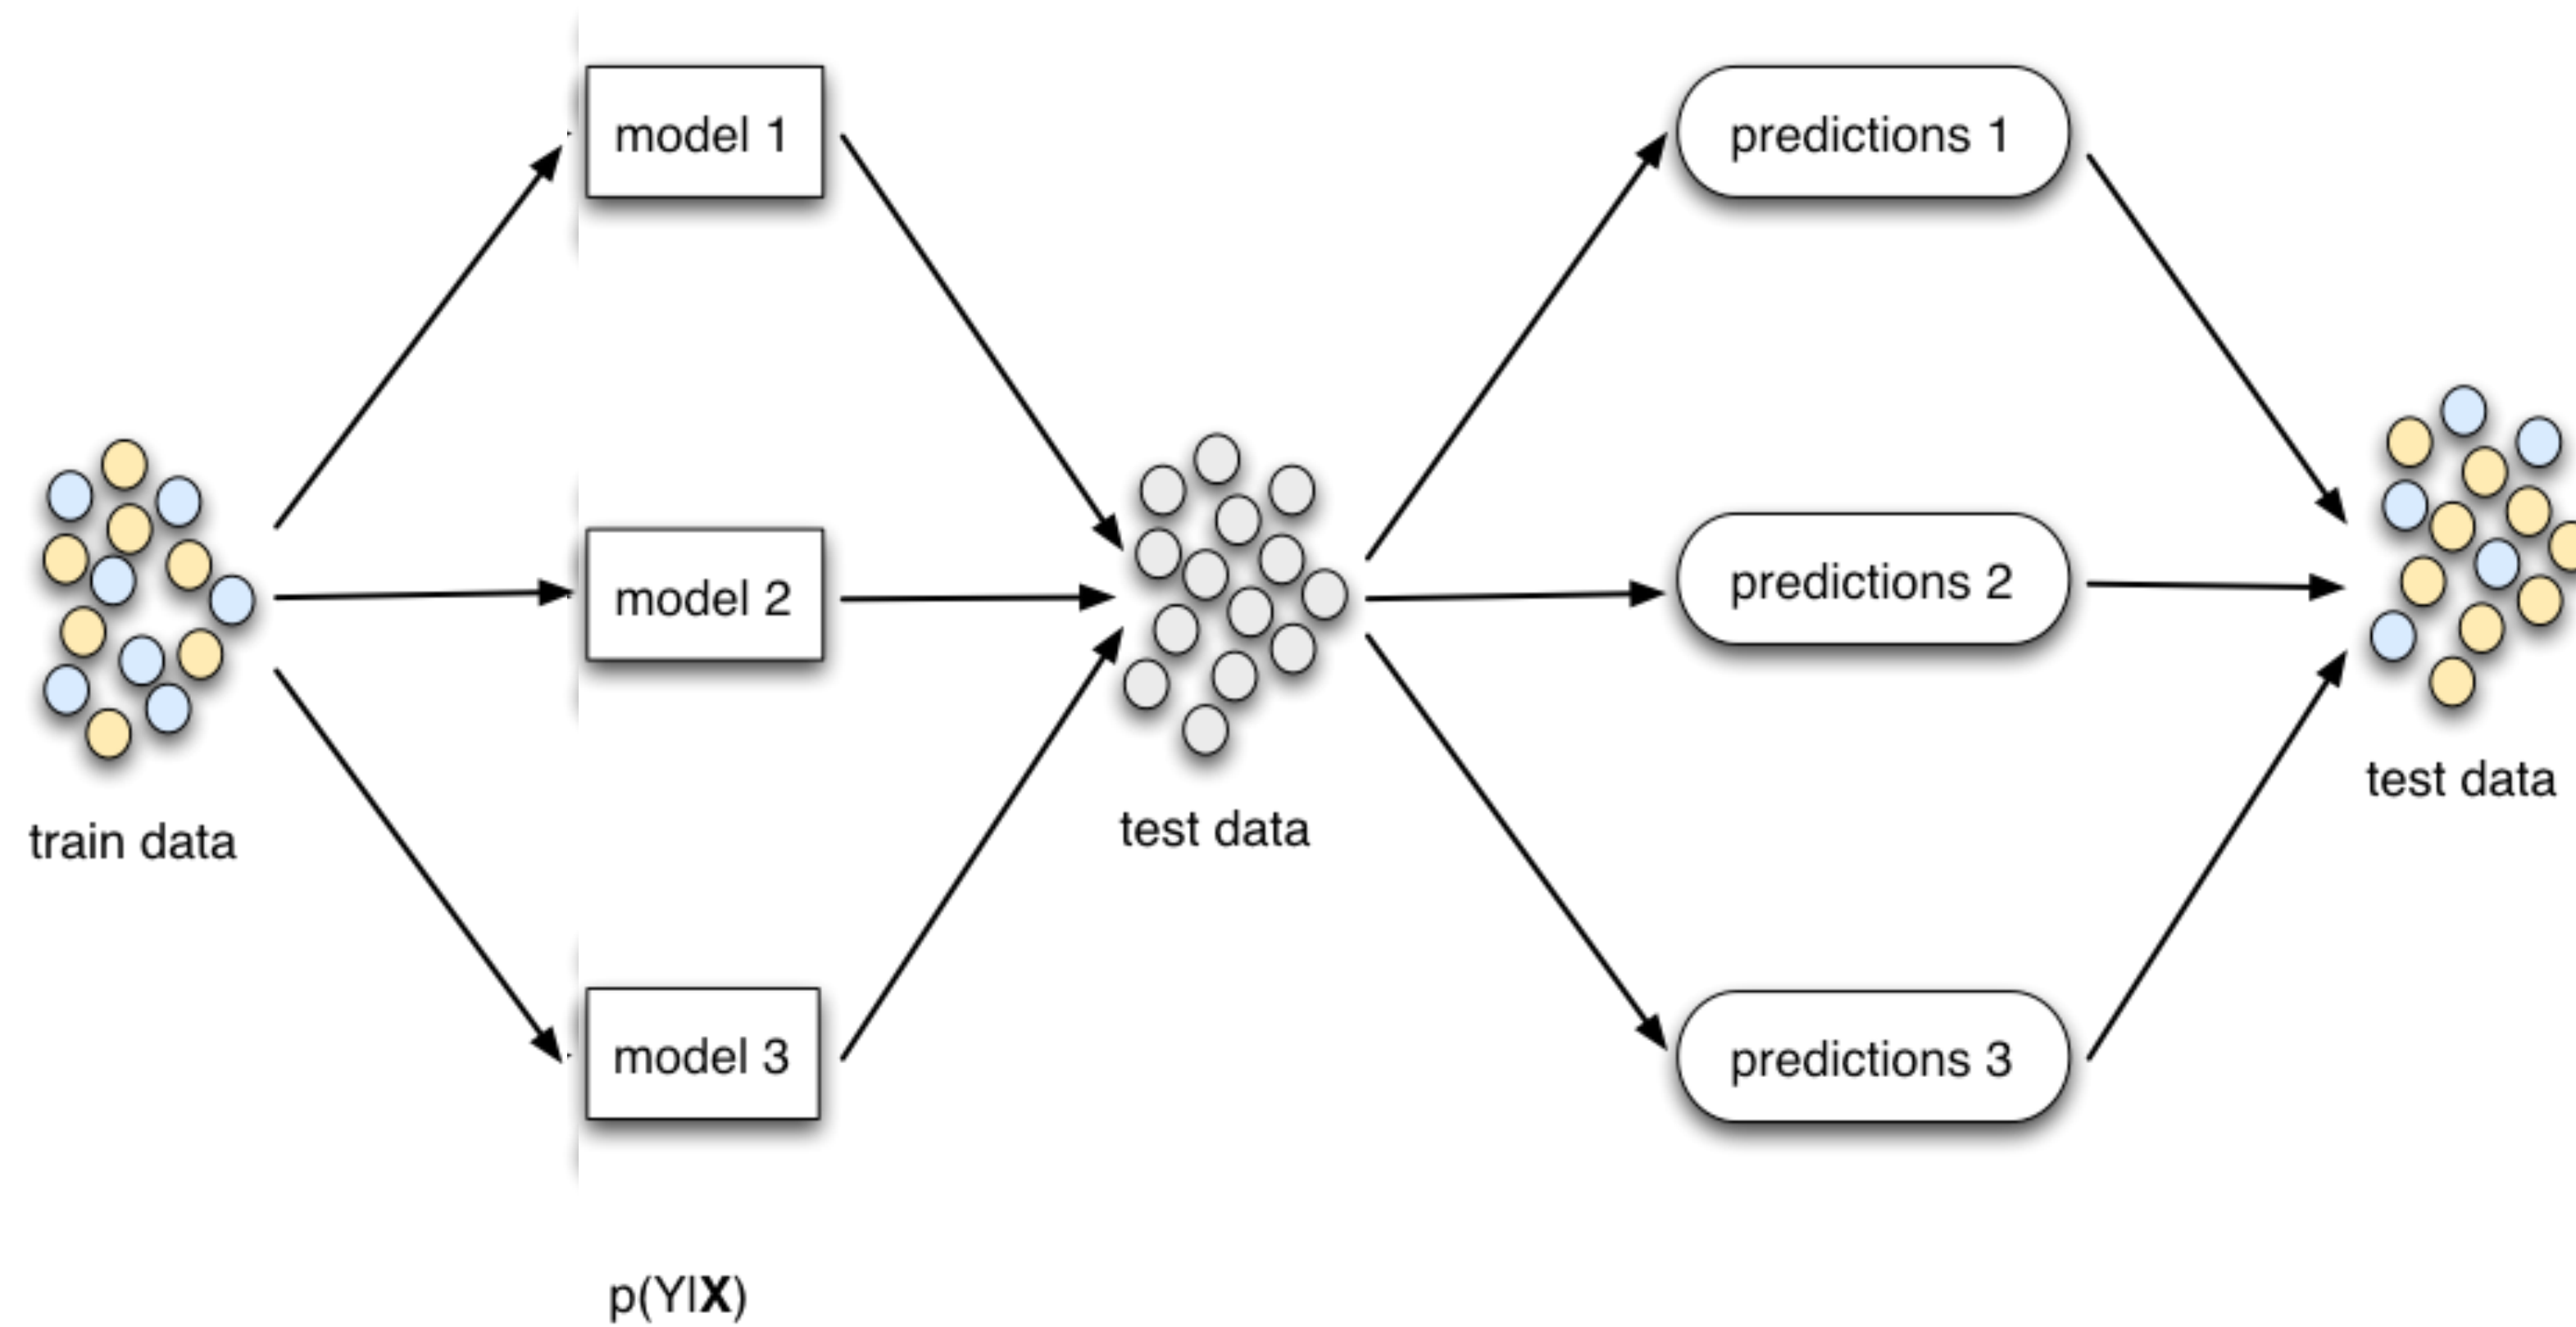 model 1
predictions 1
model 2
predictions 2
train data
test data
test data
model 3
predictions 3
p(Y|X)